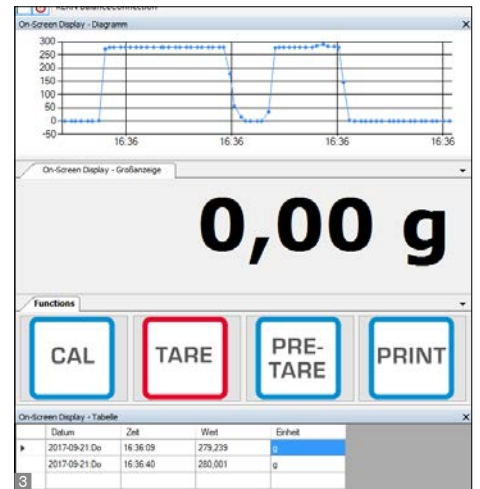 KERN BalanceConnection
On-Screen Display - Diagramm
300
250
200
150
100
50
0
-50
16:36 16:36 16:36 16:36
On-Screen Display - Großanzeige
0,00 g
Functions
CAL TARE PRE-TARE PRINT
On-Screen Display - Tabelle
Datum Zeit Wert Einheit
2017-09-21:Do 16:36:09 279,239 g
2017-09-21:Do 16:36:40 280,001 g
3